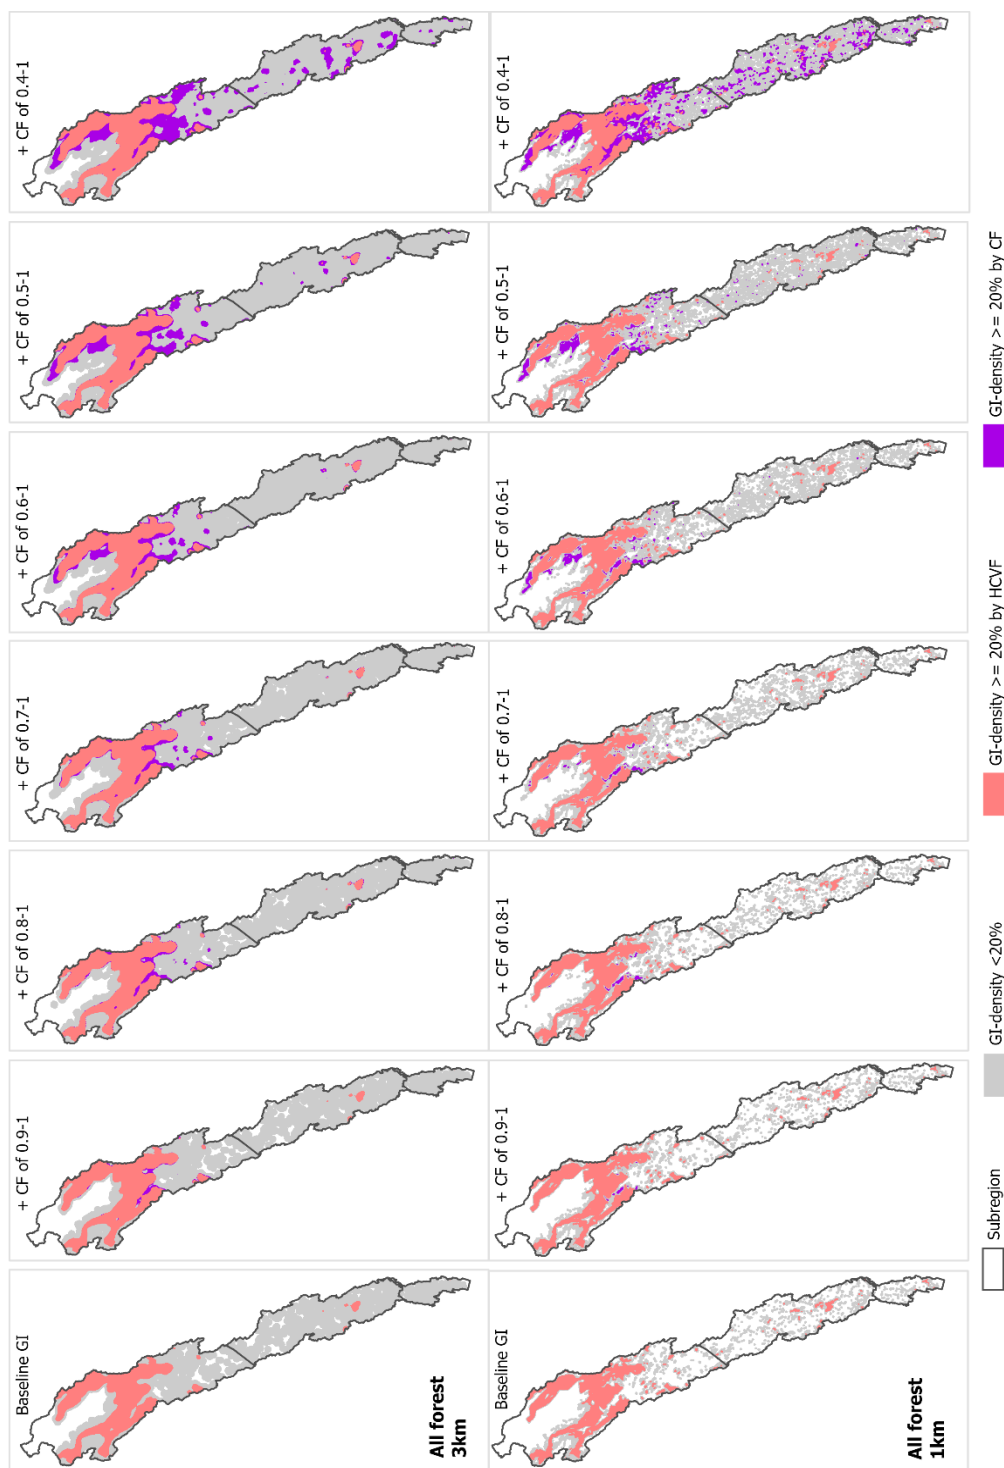 Baseline GI
+ CF of 0.9-1
+ CF of 0.8-1
+ CF of 0.7-1
+ CF of 0.6-1
+ CF of 0.5-1
+ CF of 0.4-1
All forest
3km
Baseline GI
+ CF of 0.9-1
+ CF of 0.8-1
+ CF of 0.7-1
+ CF of 0.6-1
+ CF of 0.5-1
+ CF of 0.4-1
All forest
1km
Subregion
GI-density <20%
GI-density >= 20% by HCVF
GI-density >= 20% by CF